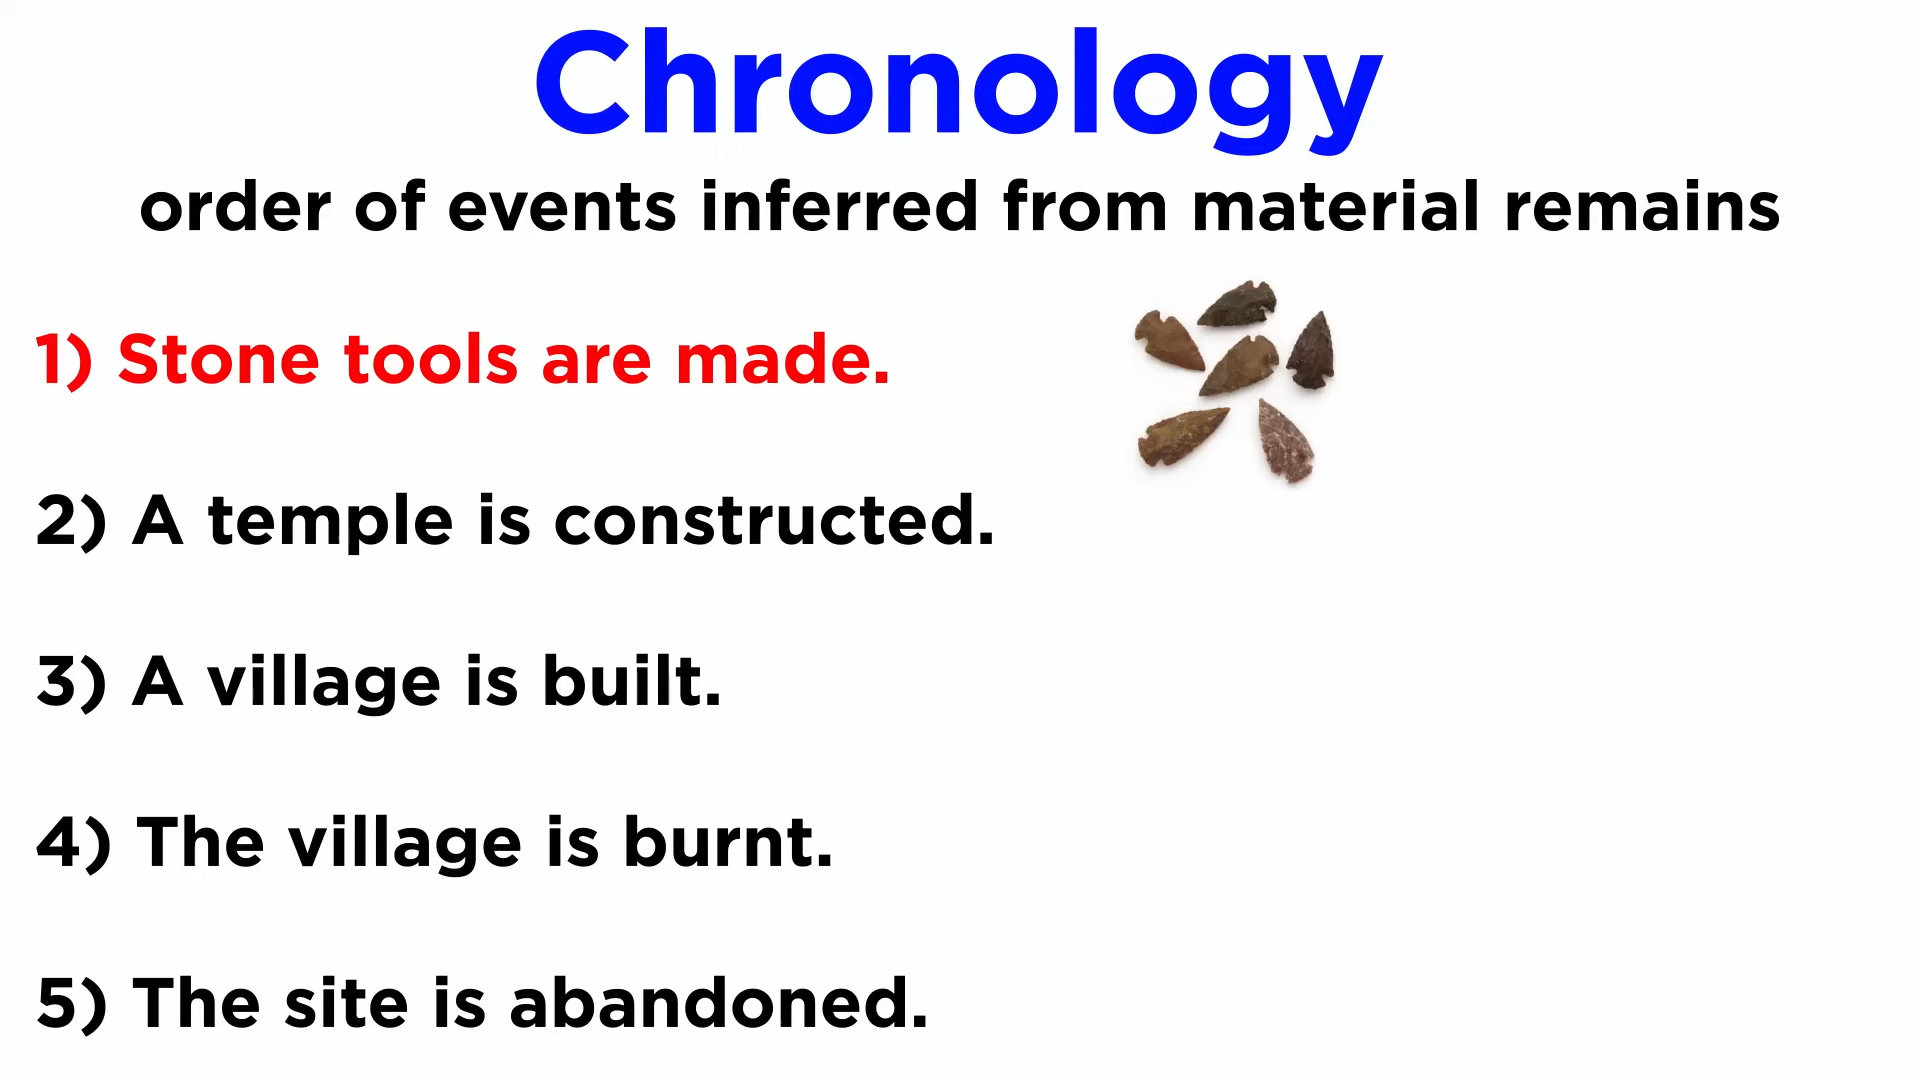 Chronology
order of events inferred from material remains
1) Stone tools are made.
2) A temple is constructed.
3) A village is built.
4) The village is burnt.
5) The site is abandoned.